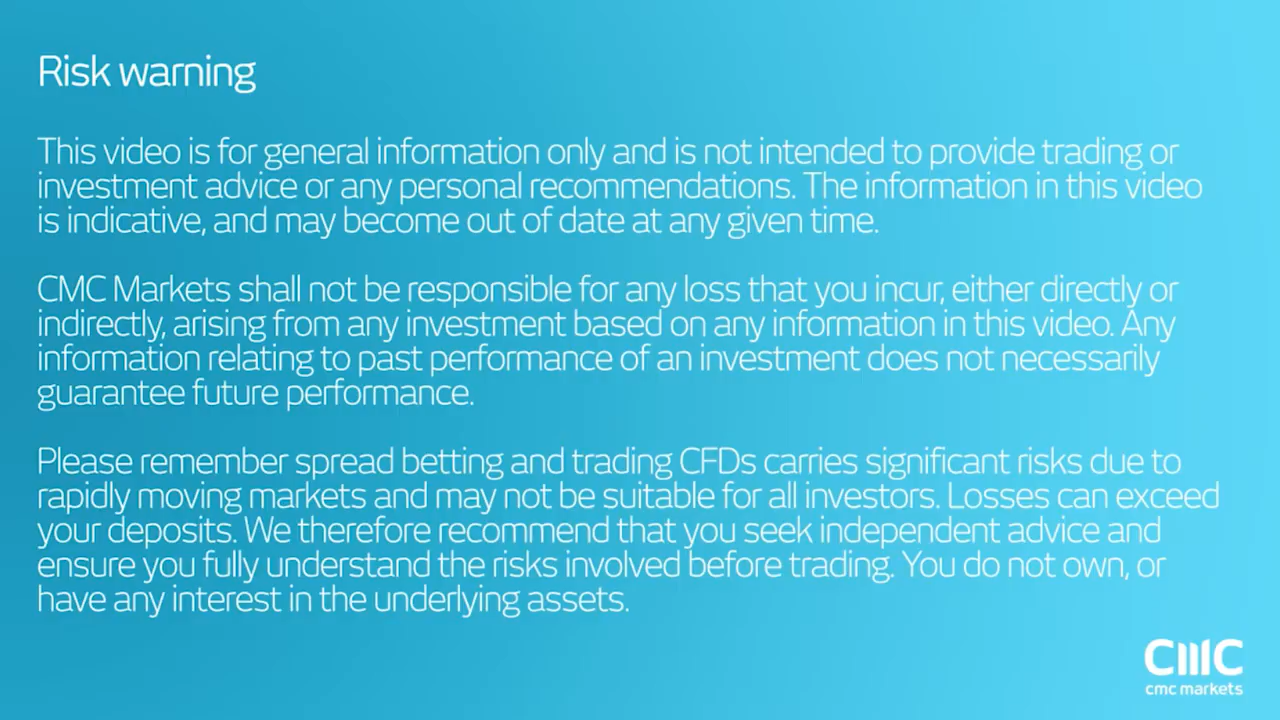 Risk warning
This video is for general information only and is not intended to provide trading or
investment advice or any personal recommendations. The information in this video
is indicative, and may become out of date at any given time.
CMC Markets shall not be responsible for any loss that you incur, either directly or
indirectly, arising from any investment based on any information in this video. Any
information relating to past performance of an investment does not necessarily
guarantee future performance.
Please remember spread betting and trading CFDs carries significant risks due to
rapidly moving markets and may not be suitable for all investors. Losses can exceed
your deposits. We therefore recommend that you seek independent advice and
ensure you fully understand the risks involved before trading. You do not own, or
have any interest in the underlying assets.
CMC
cmc markets